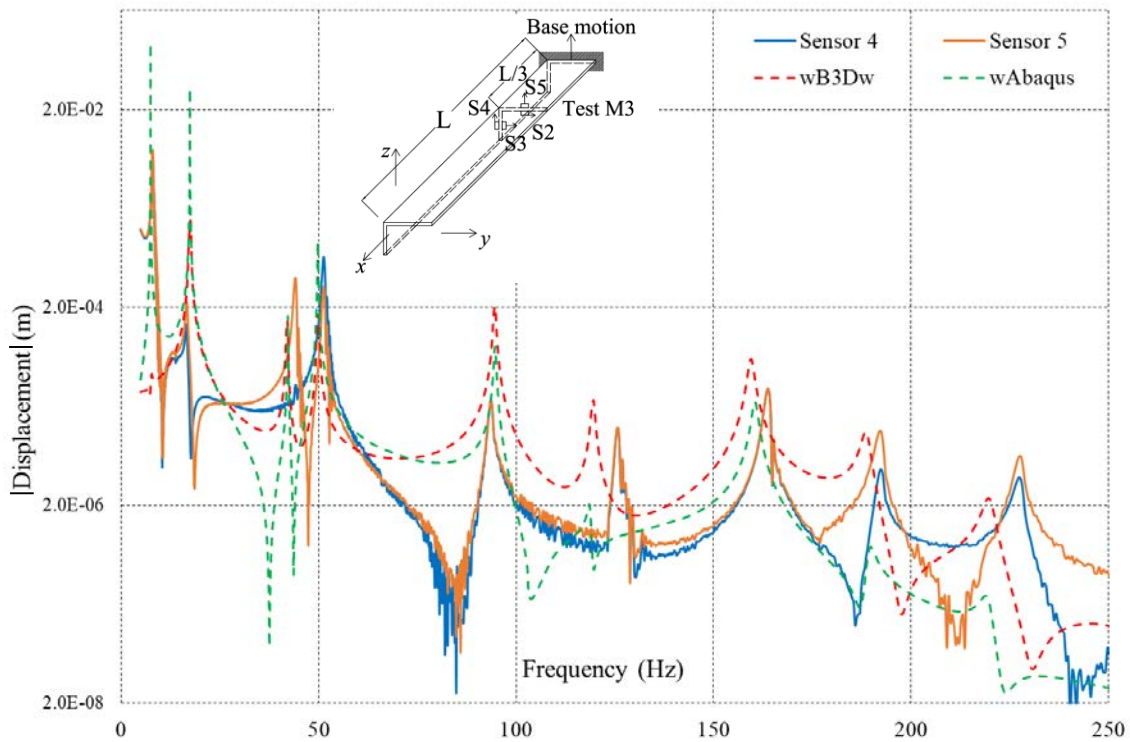 Base motion
Sensor 4
Sensor 5
wB3Dw
wAbaqus
L/3
S5
S4
Test M3
L
S2
S3
z
y
x
2.0E-02
2.0E-04
2.0E-06
2.0E-08
|Displacement| (m)
Frequency (Hz)
0
50
100
150
200
250